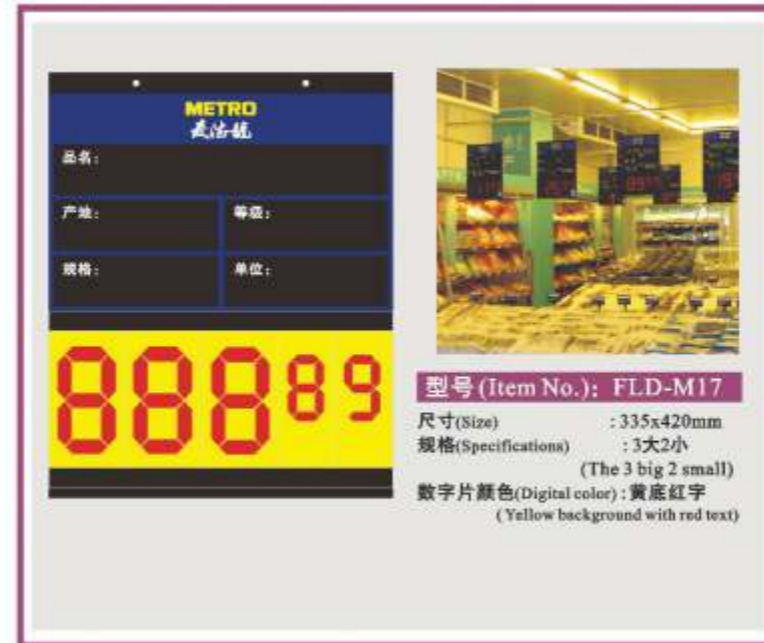 METRO
麦德龙
品名:
产地:
等级:
规格:
单位:
88889
型号(Item No.): FLD-M17
尺寸(Size) : 335x420mm
规格(Specifications) : 3大2小
(The 3 big 2 small)
数字片颜色(Digital color) : 黄底红字
( Yellow background with red text)